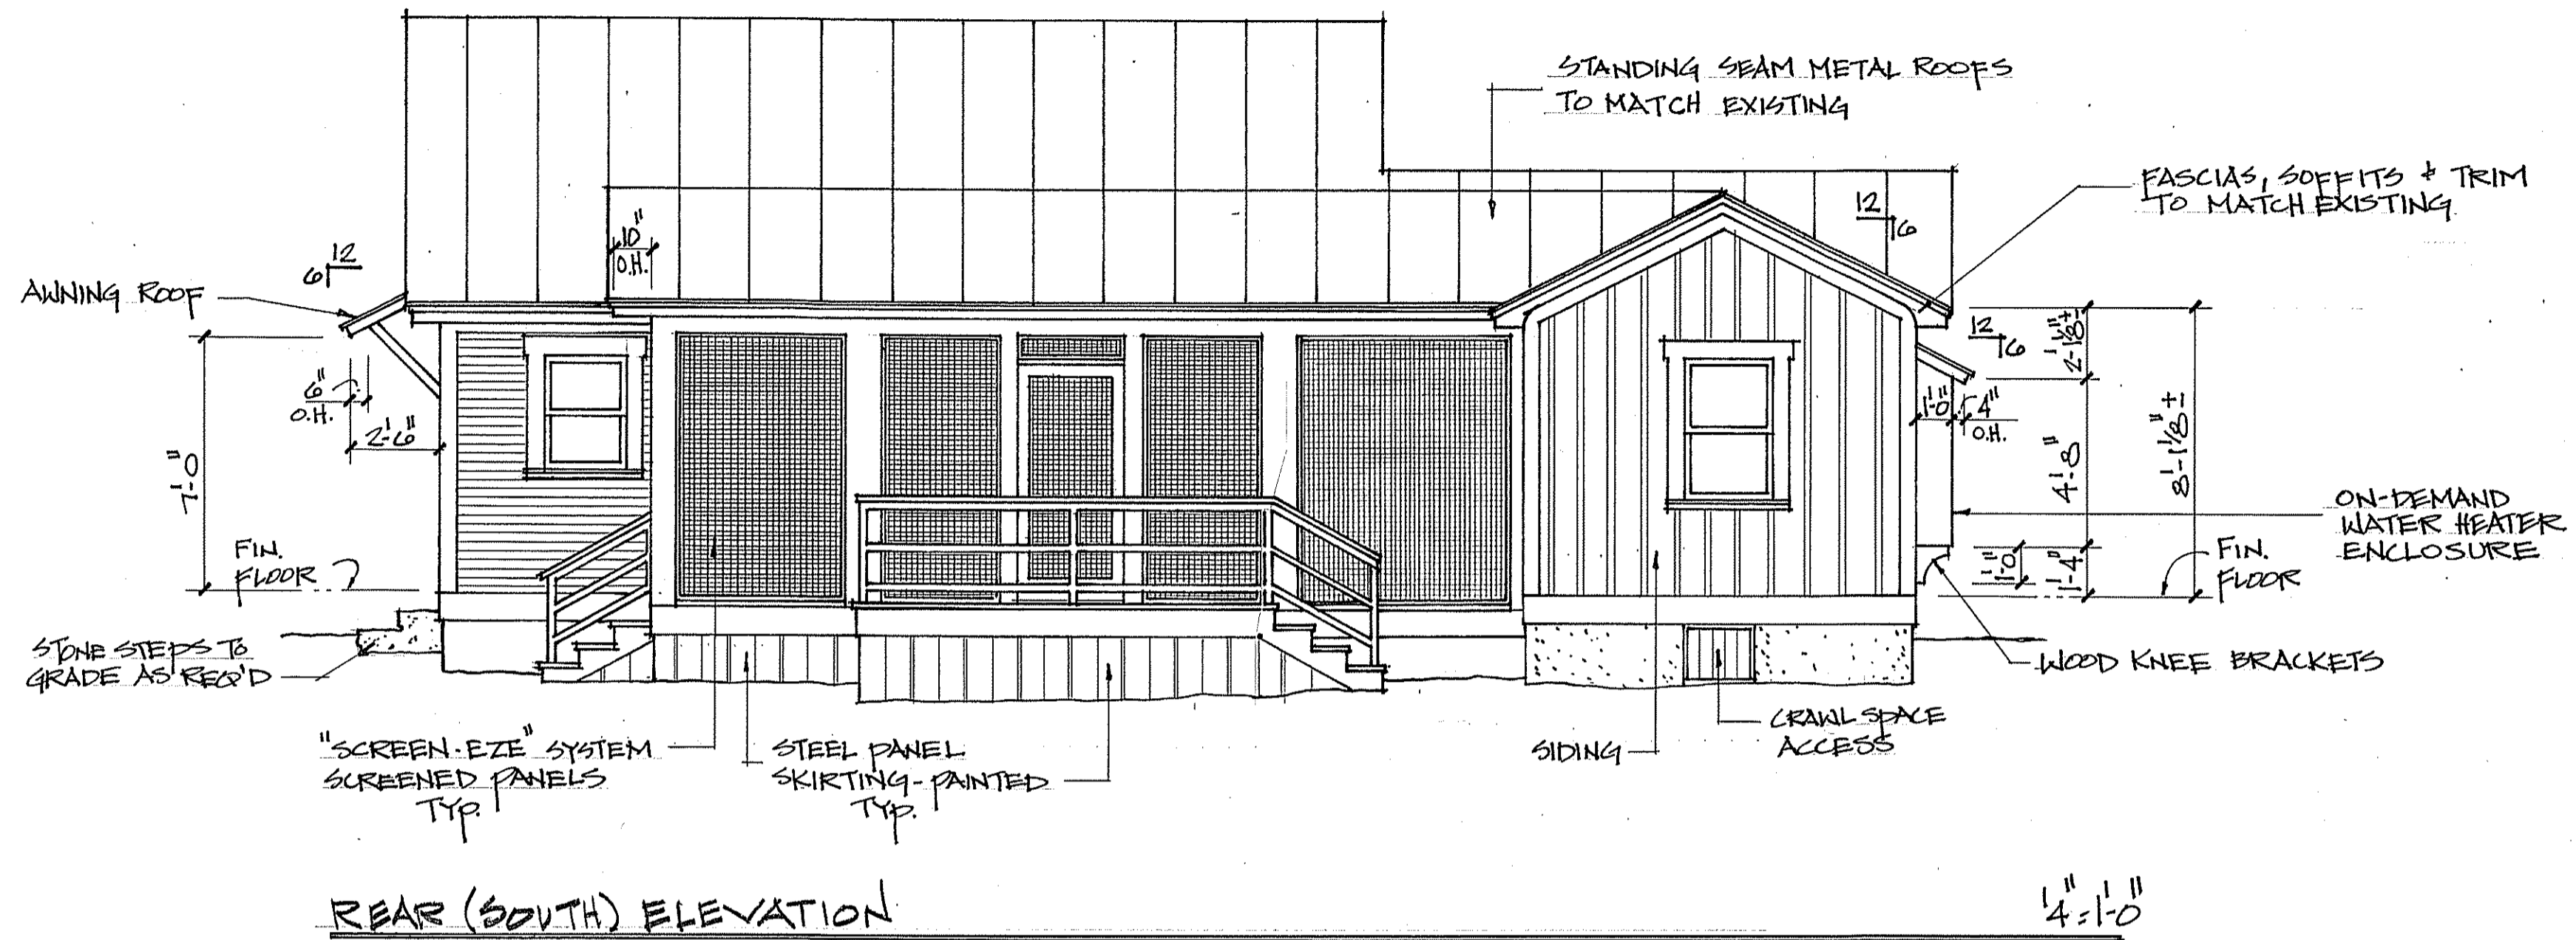 STANDING SEAM METAL ROOFS
TO MATCH EXISTING
FASCIAS, SOFFITS & TRIM
TO MATCH EXISTING
12
6
10"
O.H.
12
6
AWNING ROOF
12
6
2'-1 1/8"±
6"
O.H.
2'-6"
7'-0"
1'-0"
4"
O.H.
4'-8"
8'-1 1/8"±
ON-DEMAND
WATER HEATER
ENCLOSURE
FIN.
FLOOR
1'-0"
1'-4"
FIN.
FLOOR
STONE STEPS TO
GRADE AS REQ'D
WOOD KNEE BRACKETS
"SCREEN-EZE" SYSTEM
SCREENED PANELS
TYP.
STEEL PANEL
SKIRTING-PAINTED
TYP.
SIDING
CRAWL SPACE
ACCESS
REAR (SOUTH) ELEVATION
1/4"=1'-0"